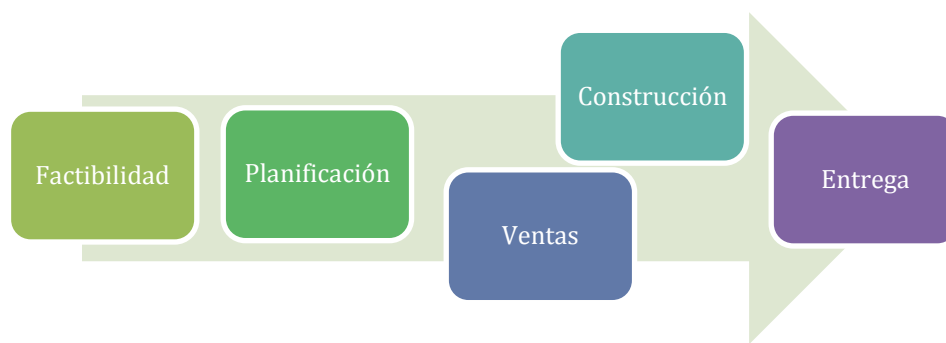 Factibilidad
Planificación
Ventas
Construcción
Entrega